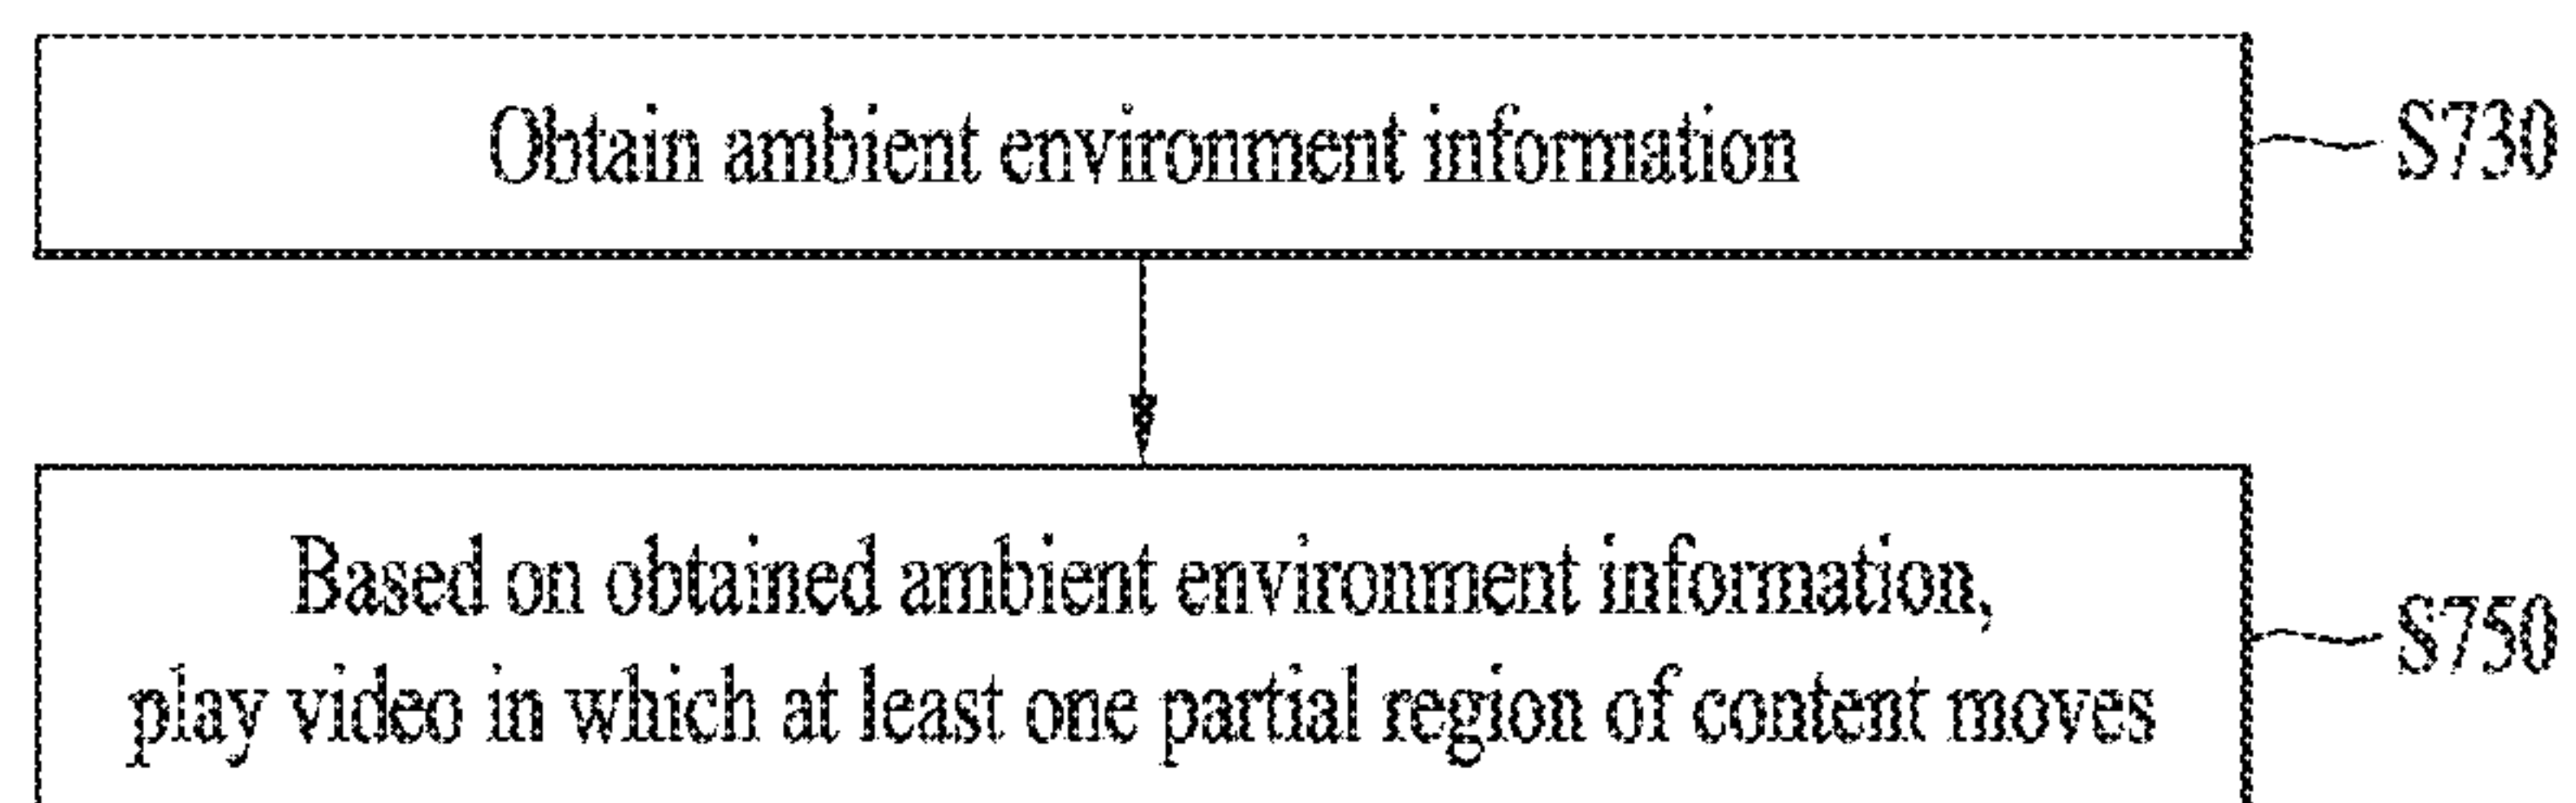 Obtain ambient environment information
S730
Based on obtained ambient environment information,
play video in which at least one partial region of content moves
S750